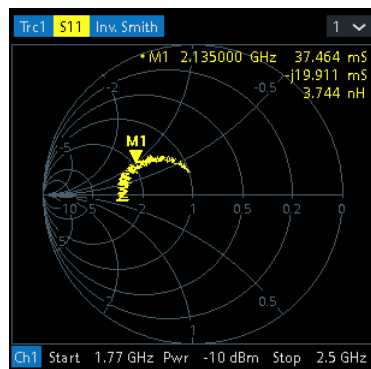 Trc1 S11 Inv. Smith 1
• M1 2.135000 GHz 37.464 mS
-j19.911 mS
3.744 nH
-2
-0.5
-5
M1
-10 5 2 1 0.5 0.2 0
5
0.5
1
Ch1 Start 1.77 GHz Pwr -10 dBm Stop 2.5 GHz